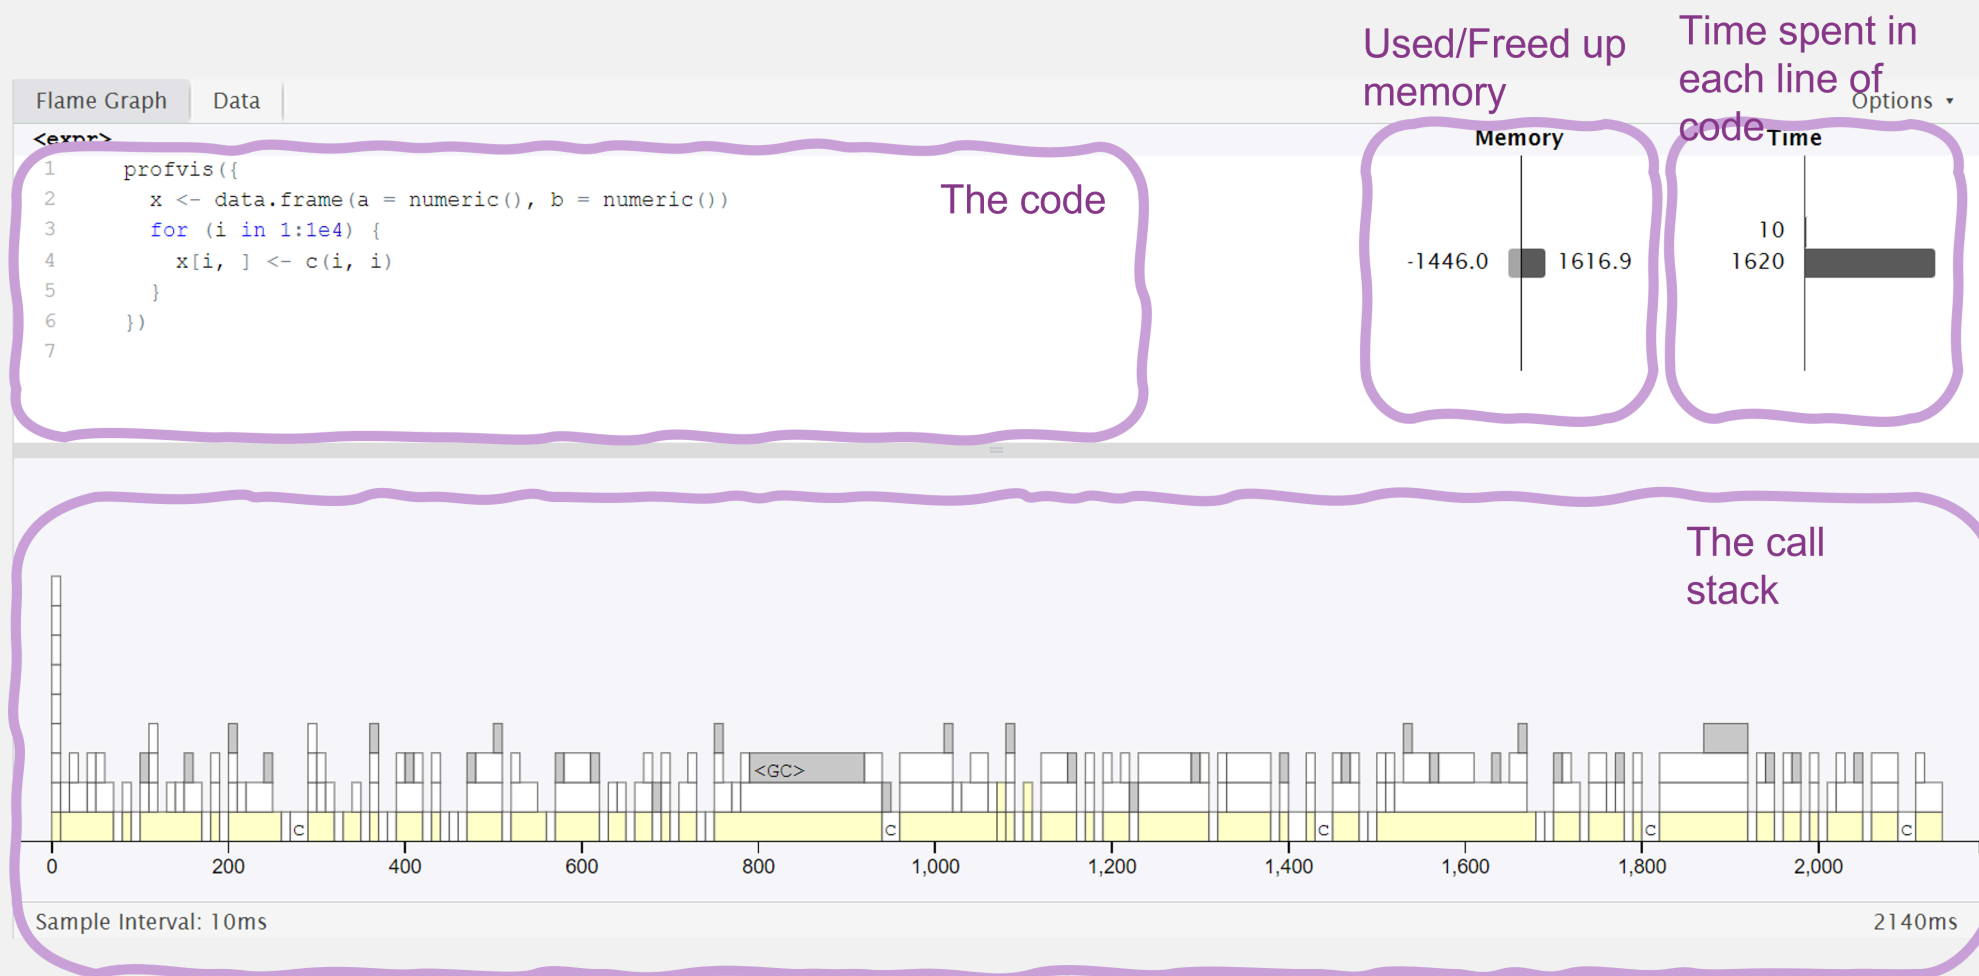 Used/Freed up
memory
Time spent in
each line of
code
Flame Graph Data
Options ▾
<expr>
Memory Time
1 profvis({
2   x <- data.frame(a = numeric(), b = numeric())
3   for (i in 1:1e4) {
10
4     x[i, ] <- c(i, i)
-1446.0 1616.9 1620
5   }
6 })
7
The code
The call
stack
<GC>
c c c c c
0 200 400 600 800 1,000 1,200 1,400 1,600 1,800 2,000
Sample Interval: 10ms 2140ms